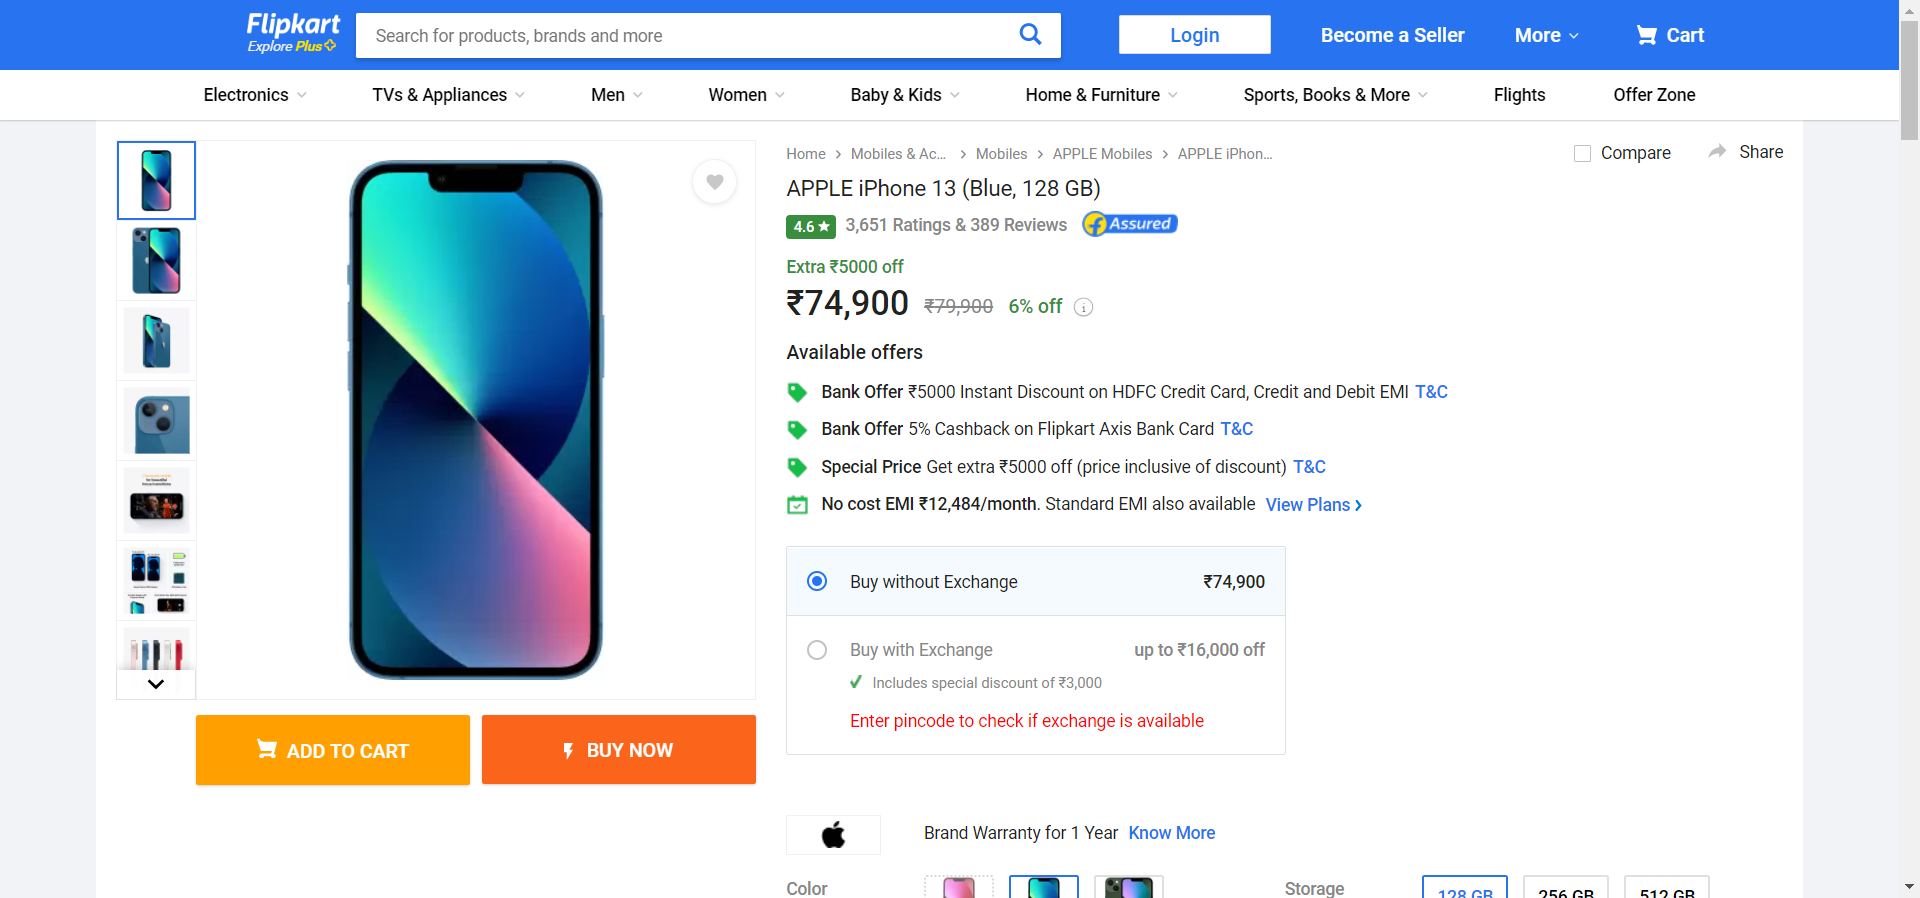 Flipkart
Explore Plus
Search for products, brands and more
Login
Become a Seller
More
Cart
Electronics
TVs & Appliances
Men
Women
Baby & Kids
Home & Furniture
Sports, Books & More
Flights
Offer Zone
Home > Mobiles & Ac... > Mobiles > APPLE Mobiles > APPLE iPhon...
Compare
Share
APPLE iPhone 13 (Blue, 128 GB)
4.6 ★ 3,651 Ratings & 389 Reviews
Assured
Extra ₹5000 off
₹74,900 ₹79,900 6% off
Available offers
Bank Offer ₹5000 Instant Discount on HDFC Credit Card, Credit and Debit EMI T&C
Bank Offer 5% Cashback on Flipkart Axis Bank Card T&C
Special Price Get extra ₹5000 off (price inclusive of discount) T&C
No cost EMI ₹12,484/month. Standard EMI also available View Plans >
Buy without Exchange ₹74,900
Buy with Exchange up to ₹16,000 off
Includes special discount of ₹3,000
Enter pincode to check if exchange is available
ADD TO CART
BUY NOW
Brand Warranty for 1 Year Know More
Color
Storage
128 GB
256 GB
512 GB